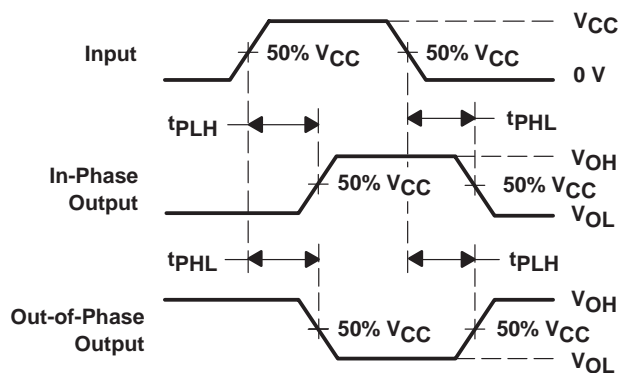 VCC
Input
50% VCC
50% VCC
0 V
tPLH
tPHL
In-Phase
Output
VOH
50% VCC
50% VCC
VOL
tPHL
tPLH
Out-of-Phase
Output
VOH
50% VCC
50% VCC
VOL